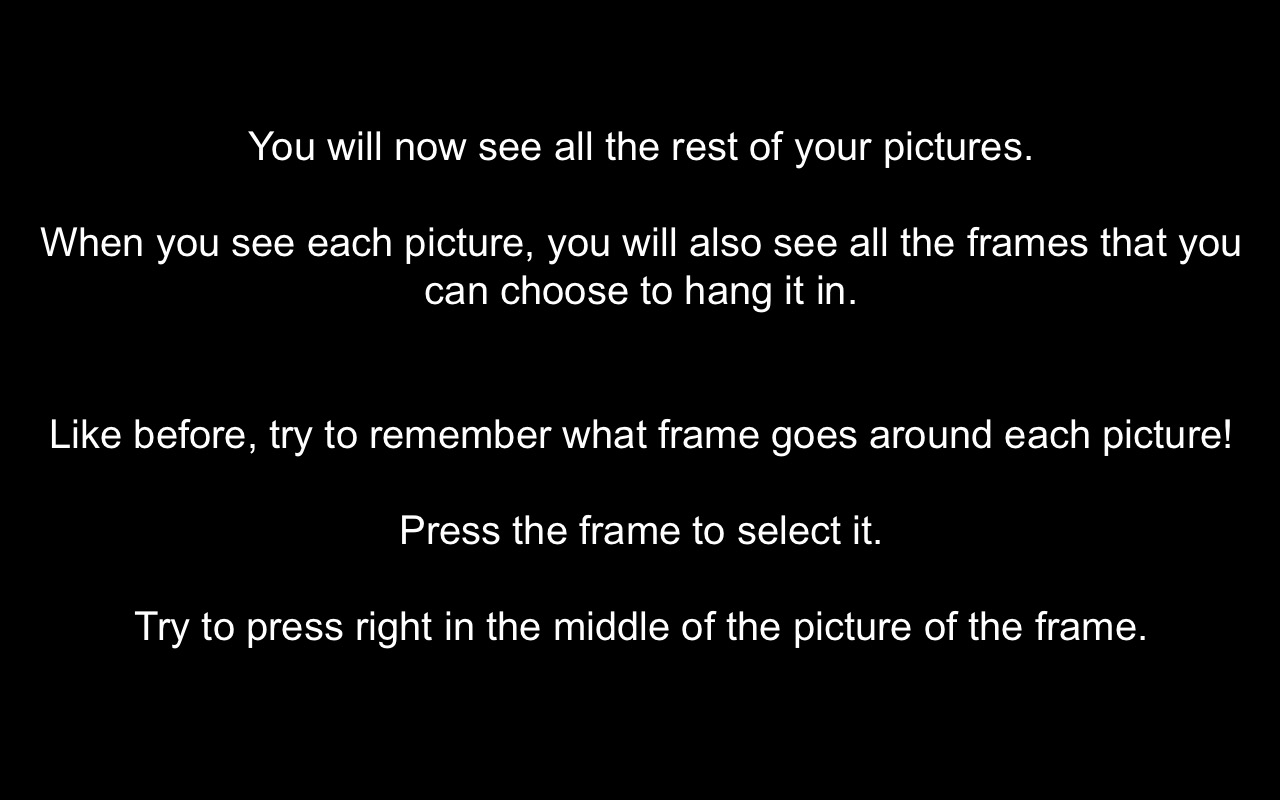 You will now see all the rest of your pictures.
When you see each picture, you will also see all the frames that you
can choose to hang it in.
Like before, try to remember what frame goes around each picture!
Press the frame to select it.
Try to press right in the middle of the picture of the frame.